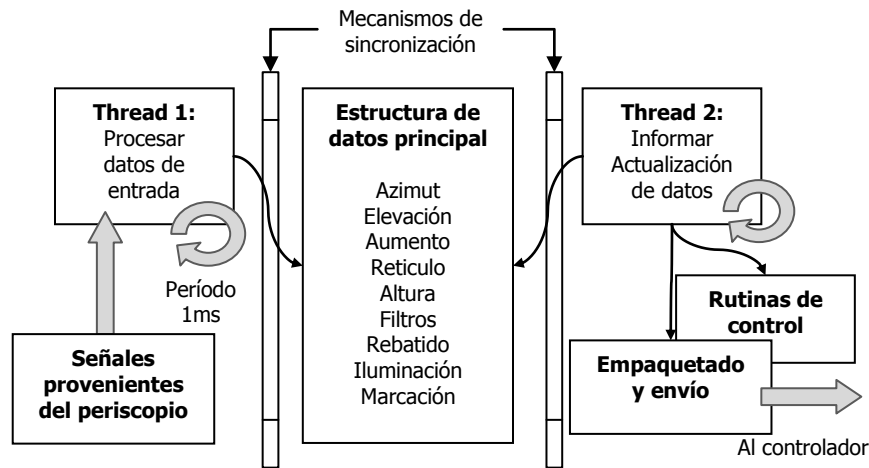 Mecanismos de
sincronización
Thread 1:
Procesar
datos de
entrada
Período
1ms
Señales
provenientes
del periscopio
Estructura de
datos principal
Azimut
Elevación
Aumento
Reticulo
Altura
Filtros
Rebatido
Iluminación
Marcación
Thread 2:
Informar
Actualización
de datos
Rutinas de
control
Empaquetado
y envío
Al controlador